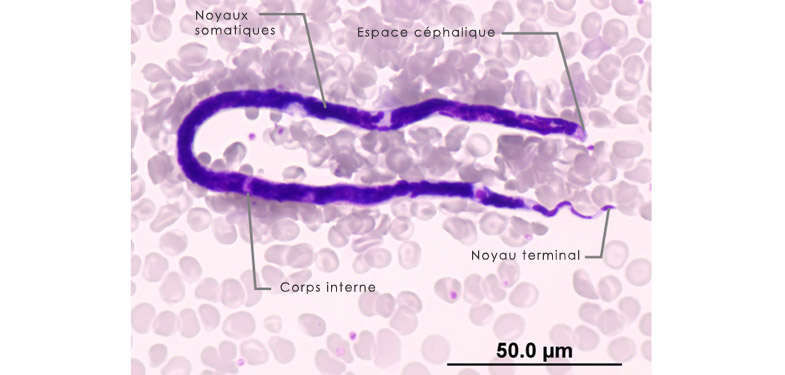 Noyaux
somatiques
Espace céphalique
Noyau terminal
Corps interne
50.0 µm